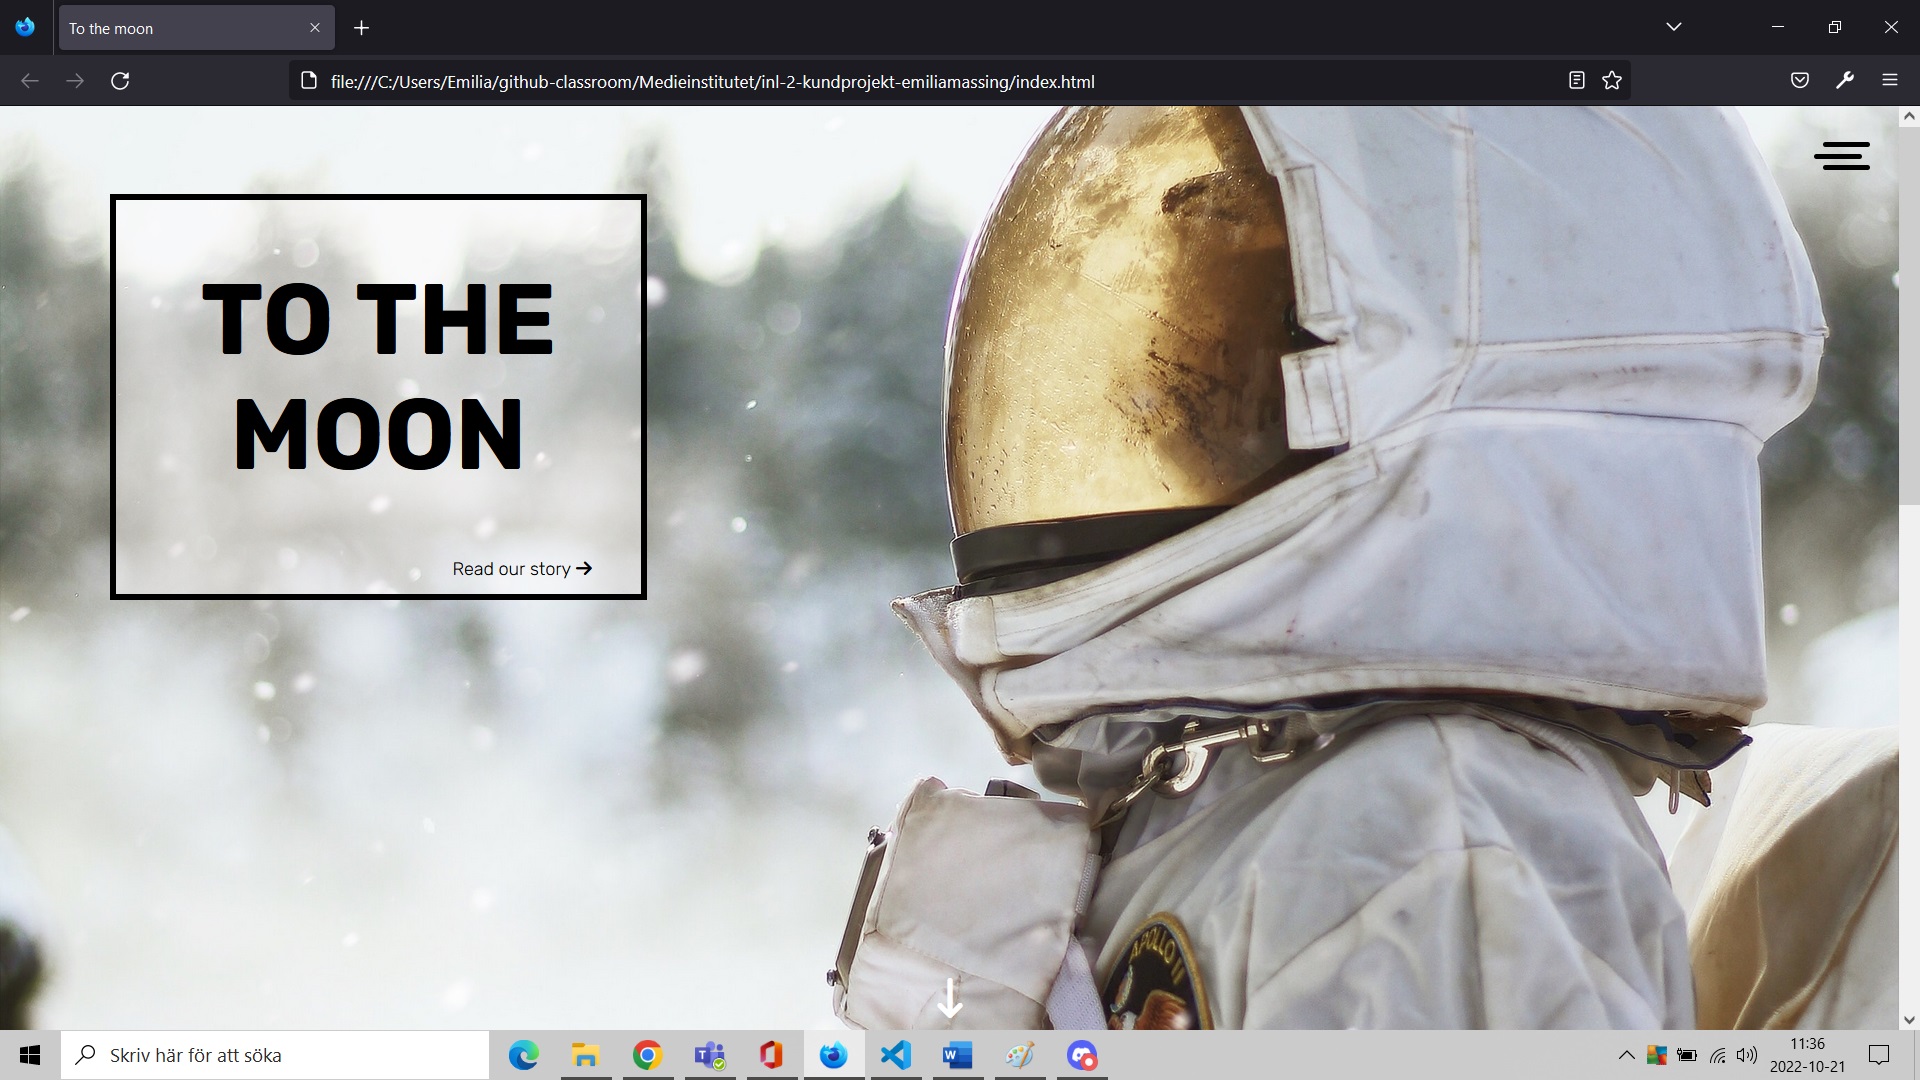 To the moon
file:///C:/Users/Emilia/github-classroom/Medieinstitutet/inl-2-kundprojekt-emiliamassing/index.html
TO THE
MOON
Read our story
APOLLO 11
Skriv här för att söka
11:36
2022-10-21